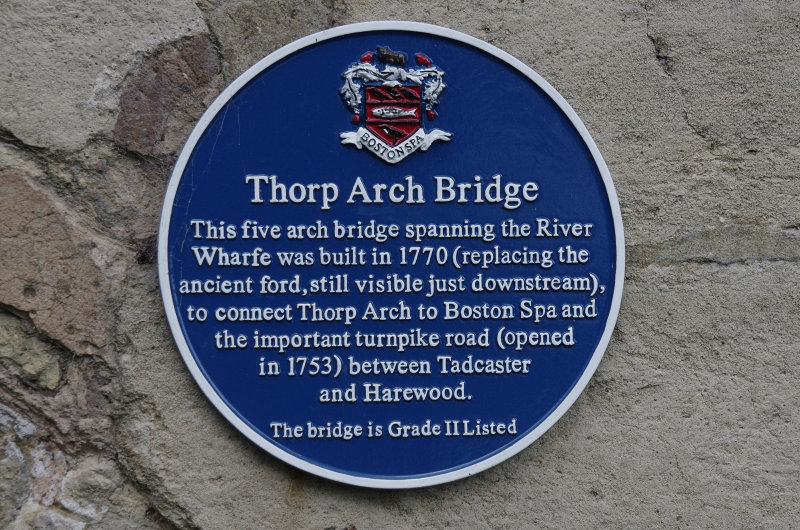 BOSTON SPA
Thorp Arch Bridge
This five arch bridge spanning the River
Wharfe was built in 1770 (replacing the
ancient ford, still visible just downstream),
to connect Thorp Arch to Boston Spa and
the important turnpike road (opened
in 1753) between Tadcaster
and Harewood.
The bridge is Grade II Listed